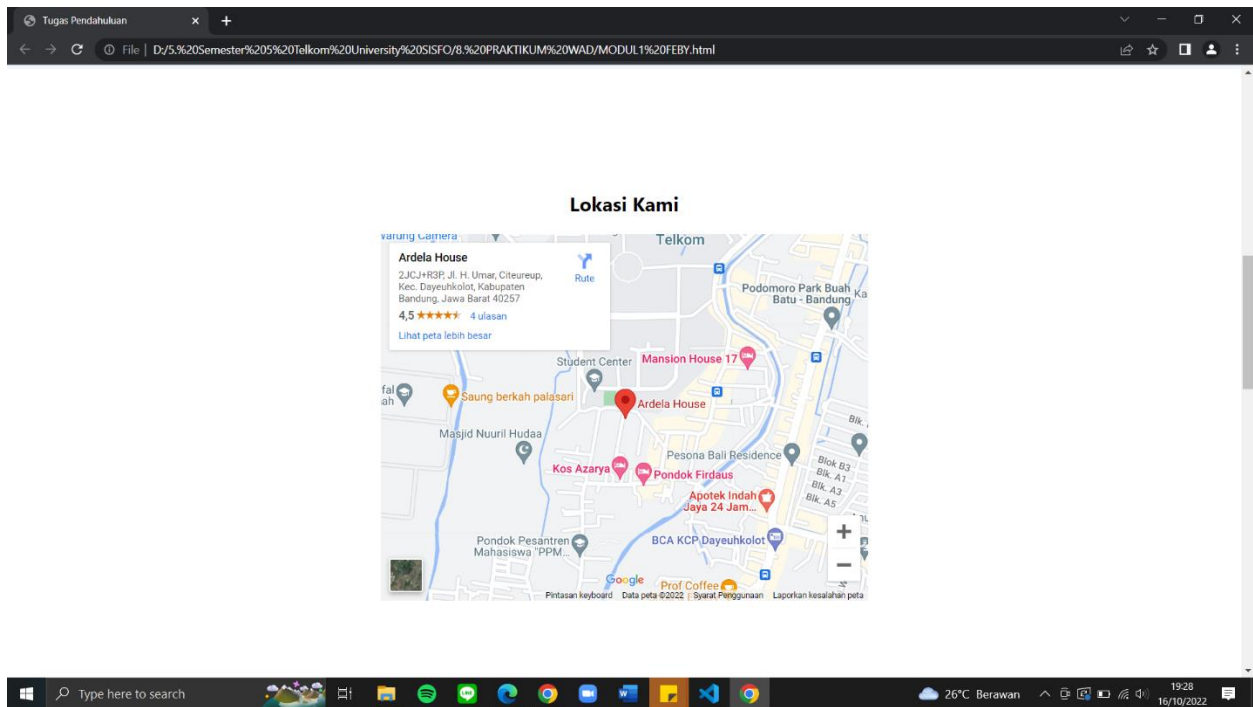 Tugas Pendahuluan
File | D:/5.%20Semester%205%20Telkom%20University%20SISFO/8.%20PRAKTIKUM%20WAD/MODUL1%20FEBY.html
Lokasi Kami
Warung Camera
Telkom
Ardela House
2JCJ+R3P, Jl. H. Umar, Citeureup,
Kec. Dayeuhkolot, Kabupaten
Bandung, Jawa Barat 40257
4,5
4 ulasan
Lihat peta lebih besar
Rute
Podomoro Park Buah
Batu - Bandung
Ka
Student Center
Mansion House 17
fal
ah
Saung berkah palasari
Ardela House
Blk.
Masjid Nuuril Hudaa
Pesona Bali Residence
Kos Azarya
Pondok Firdaus
Blok B3
Blk. A1
Blk. A3
Blk. A5
Apotek Indah
Jaya 24 Jam...
Pondok Pesantren
Mahasiswa "PPM...
BCA KCP Dayeuhkolot
Google
Prof Coffee
Pintasan keyboard
Data peta ©2022
Syarat Penggunaan
Laporkan kesalahan peta
Type here to search
26°C Berawan
19:28
16/10/2022